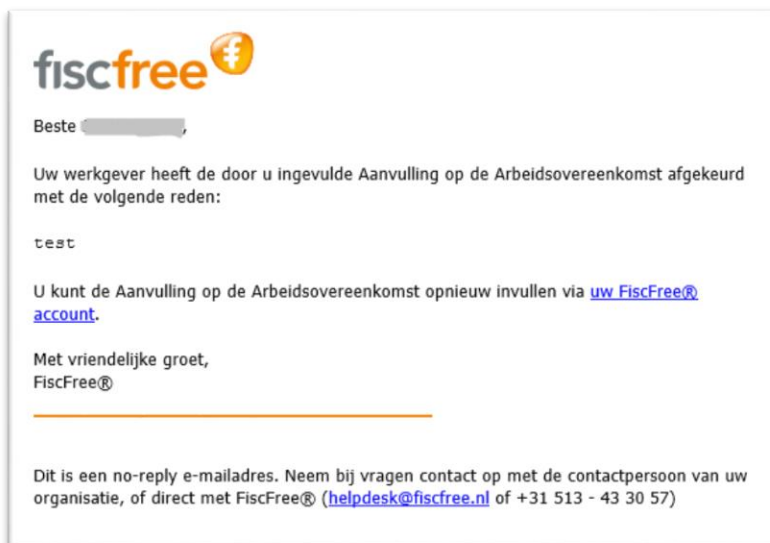 fiscfree
Beste ,
Uw werkgever heeft de door u ingevulde Aanvulling op de Arbeidsovereenkomst afgekeurd
met de volgende reden:
test
U kunt de Aanvulling op de Arbeidsovereenkomst opnieuw invullen via uw FiscFree®
account.
Met vriendelijke groet,
FiscFree®
Dit is een no-reply e-mailadres. Neem bij vragen contact op met de contactpersoon van uw
organisatie, of direct met FiscFree® (helpdesk@fiscfree.nl of +31 513 - 43 30 57)